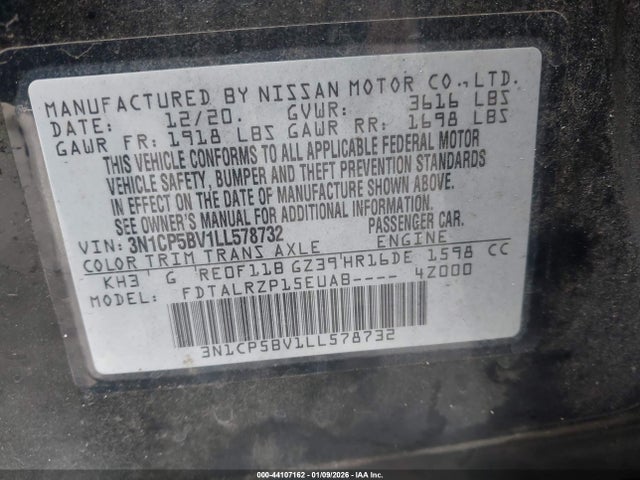 MANUFACTURED BY NISSAN MOTOR CO., LTD.
DATE: 12/20. GVWR: 3616 LBS
GAWR FR: 1918 LBS GAWR RR: 1698 LBS
THIS VEHICLE CONFORMS TO ALL APPLICABLE FEDERAL MOTOR
VEHICLE SAFETY, BUMPER AND THEFT PREVENTION STANDARDS
IN EFFECT ON THE DATE OF MANUFACTURE SHOWN ABOVE.
SEE OWNER'S MANUAL FOR ADDITIONAL INFORMATION.
VIN: 3N1CP5BV1LL578732 PASSENGER CAR.
COLOR TRIM TRANS AXLE ENGINE
KH3 G RE0F11B GZ39 HR16DE 1598 CC
MODEL: FDTALRZP15EUAB---- 4Z000
3N1CP5BV1LL578732
000-44107162 - 01/09/2026 - IAA Inc.